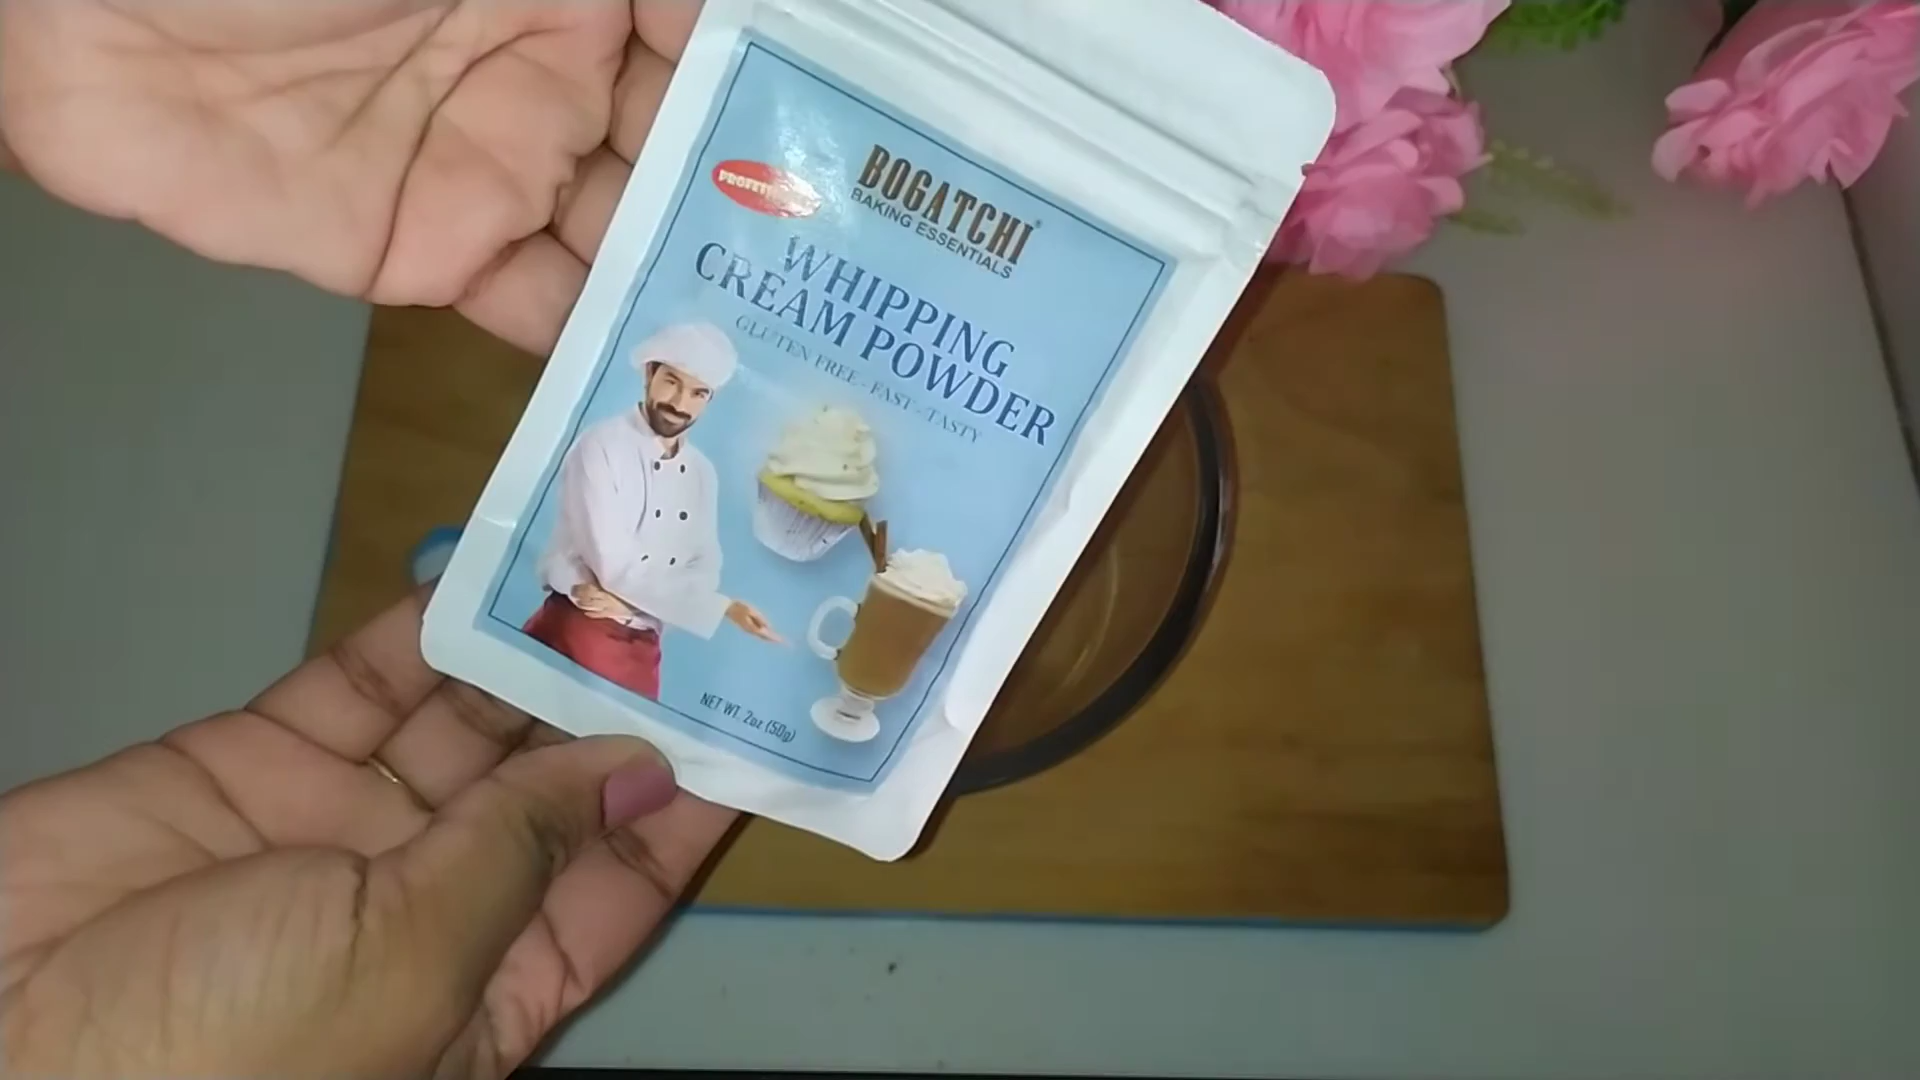 BOGATCHI®
BAKING ESSENTIALS
WHIPPING
CREAM POWDER
GLUTEN FREE - FAST - TASTY
NET WT. 2oz (50g)